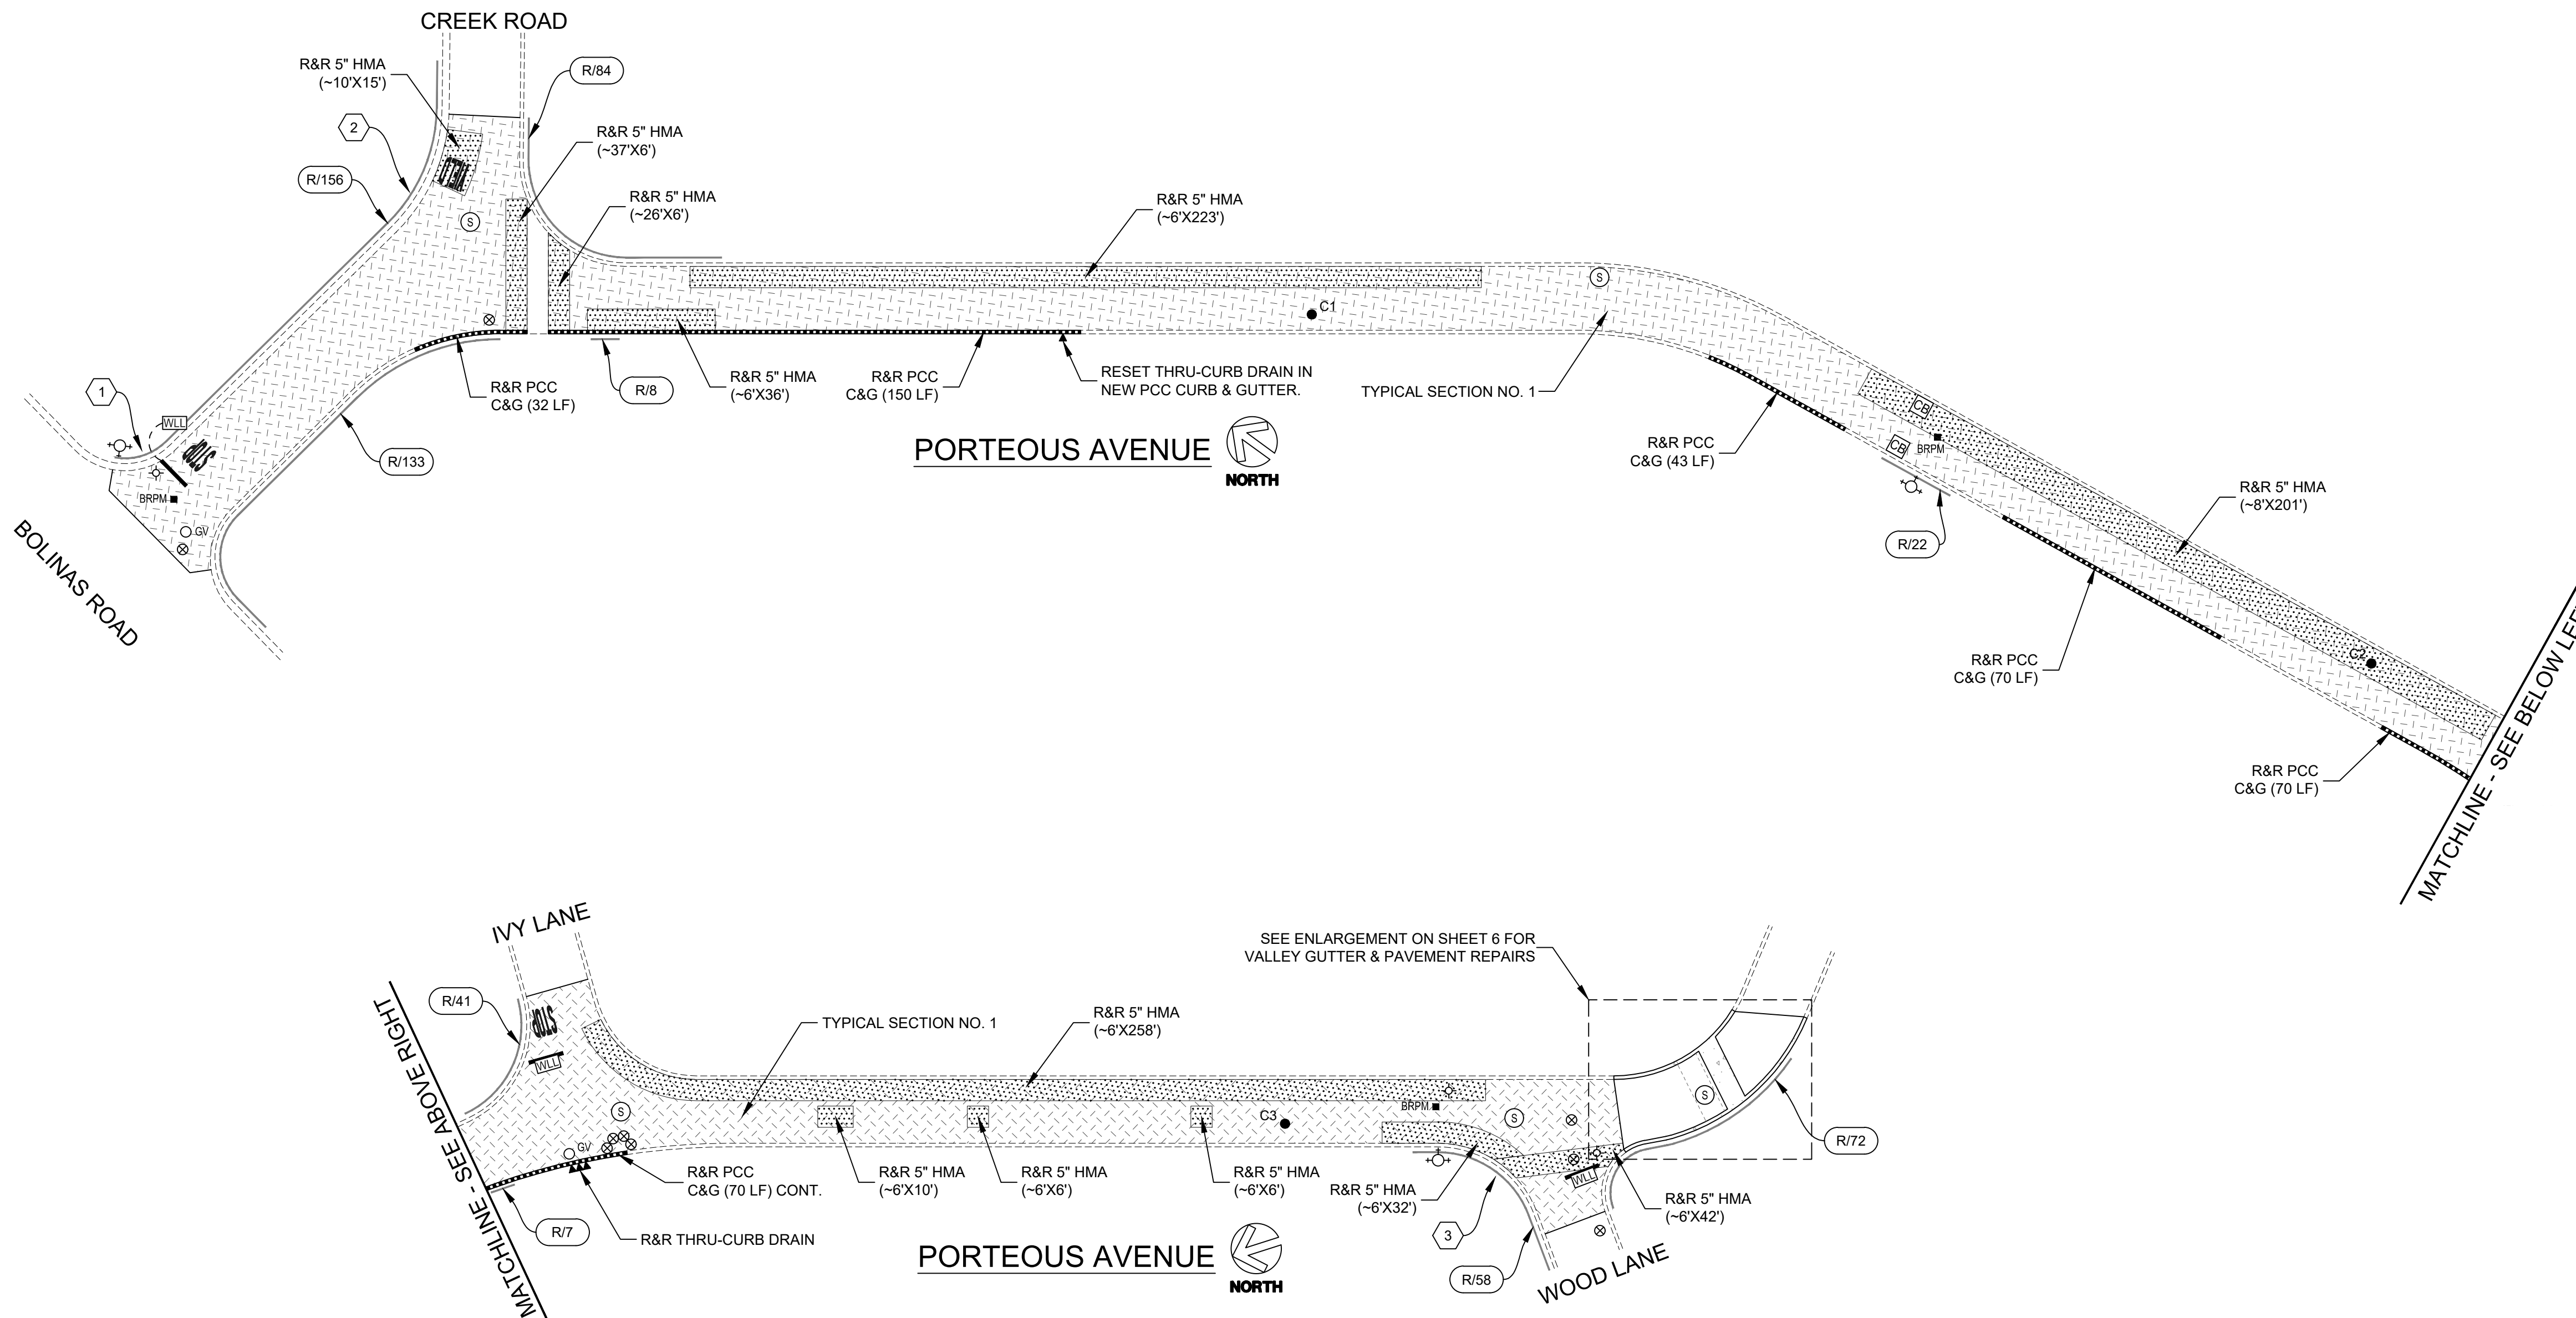 CREEK ROAD
R&R 5" HMA
(~10'X15')
R/84
2
R&R 5" HMA
(~37'X6')
R/156
R&R 5" HMA
(~26'X6')
R&R 5" HMA
(~6'X223')
S
S
C1
1
WLL
STOP
R&R PCC
C&G (32 LF)
R/8
R&R 5" HMA
(~6'X36')
R&R PCC
C&G (150 LF)
RESET THRU-CURB DRAIN IN
NEW PCC CURB & GUTTER.
TYPICAL SECTION NO. 1
CB
CB
BRPM
R&R PCC
C&G (43 LF)
PORTEOUS AVENUE
NORTH
R/133
BRPM
GV
BOLINAS ROAD
R/22
R&R 5" HMA
(~8'X201')
R&R PCC
C&G (70 LF)
C2
R&R PCC
C&G (70 LF)
MATCHLINE - SEE BELOW LEF
IVY LANE
MATCHLINE - SEE ABOVE RIGHT
R/41
STOP
WLL
TYPICAL SECTION NO. 1
R&R 5" HMA
(~6'X258')
SEE ENLARGEMENT ON SHEET 6 FOR
VALLEY GUTTER & PAVEMENT REPAIRS
S
S
S
BRPM
C3
GV
R/72
R&R PCC
C&G (70 LF) CONT.
R&R 5" HMA
(~6'X10')
R&R 5" HMA
(~6'X6')
R&R 5" HMA
(~6'X6')
R&R 5" HMA
(~6'X32')
WLL
R&R 5" HMA
(~6'X42')
R/7
R&R THRU-CURB DRAIN
3
R/58
PORTEOUS AVENUE
NORTH
WOOD LANE